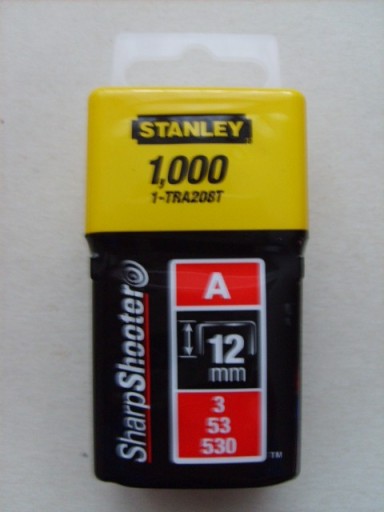 STANLEY
1,000
1-TRA208T
SharpShooter
A
12
mm
3
53
530
TM